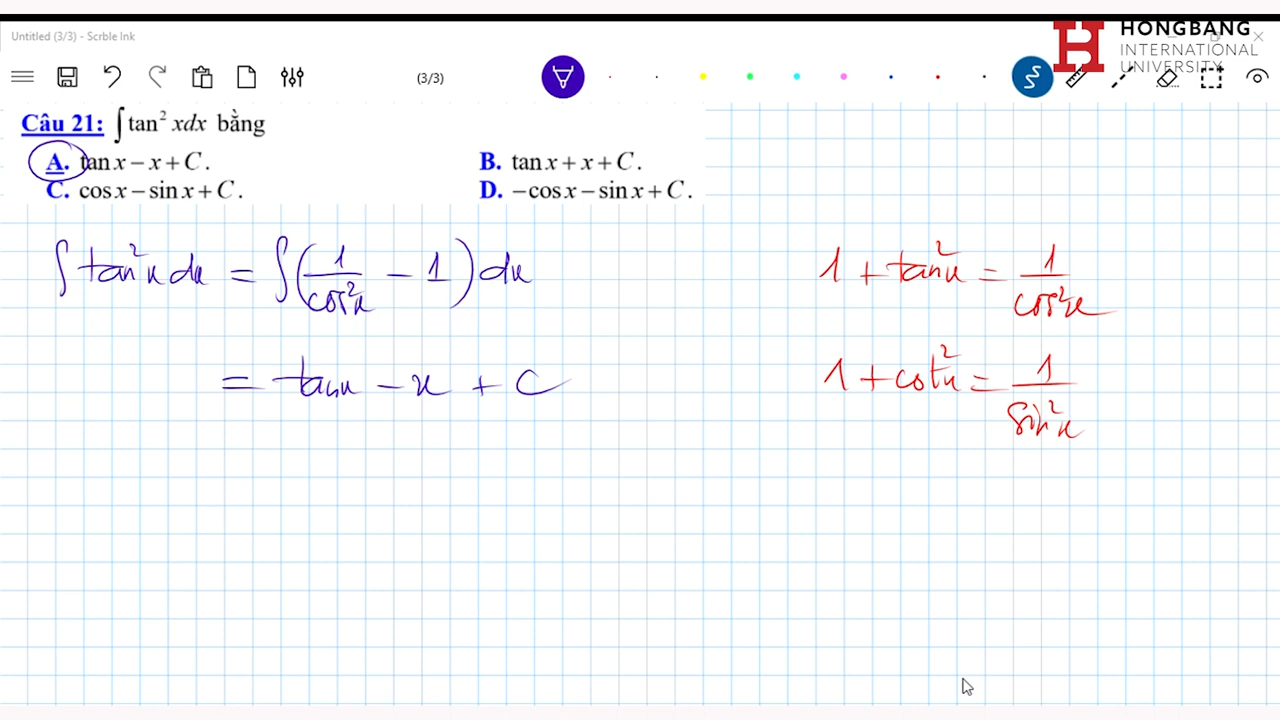 Untitled (3/3) - Scrble Ink
HONGBANG
INTERNATIONAL
UNIVERSITY
(3/3)
Câu 21: ∫tan² xdx bằng
A. tan x − x + C.
B. tan x + x + C.
C. cos x − sin x + C.
D. −cos x − sin x + C.
∫ tan²x dx = ∫(1/cos²x − 1) dx
= tan x − x + C
1 + tan²x = 1/cos²x
1 + cot²x = 1/sin²x